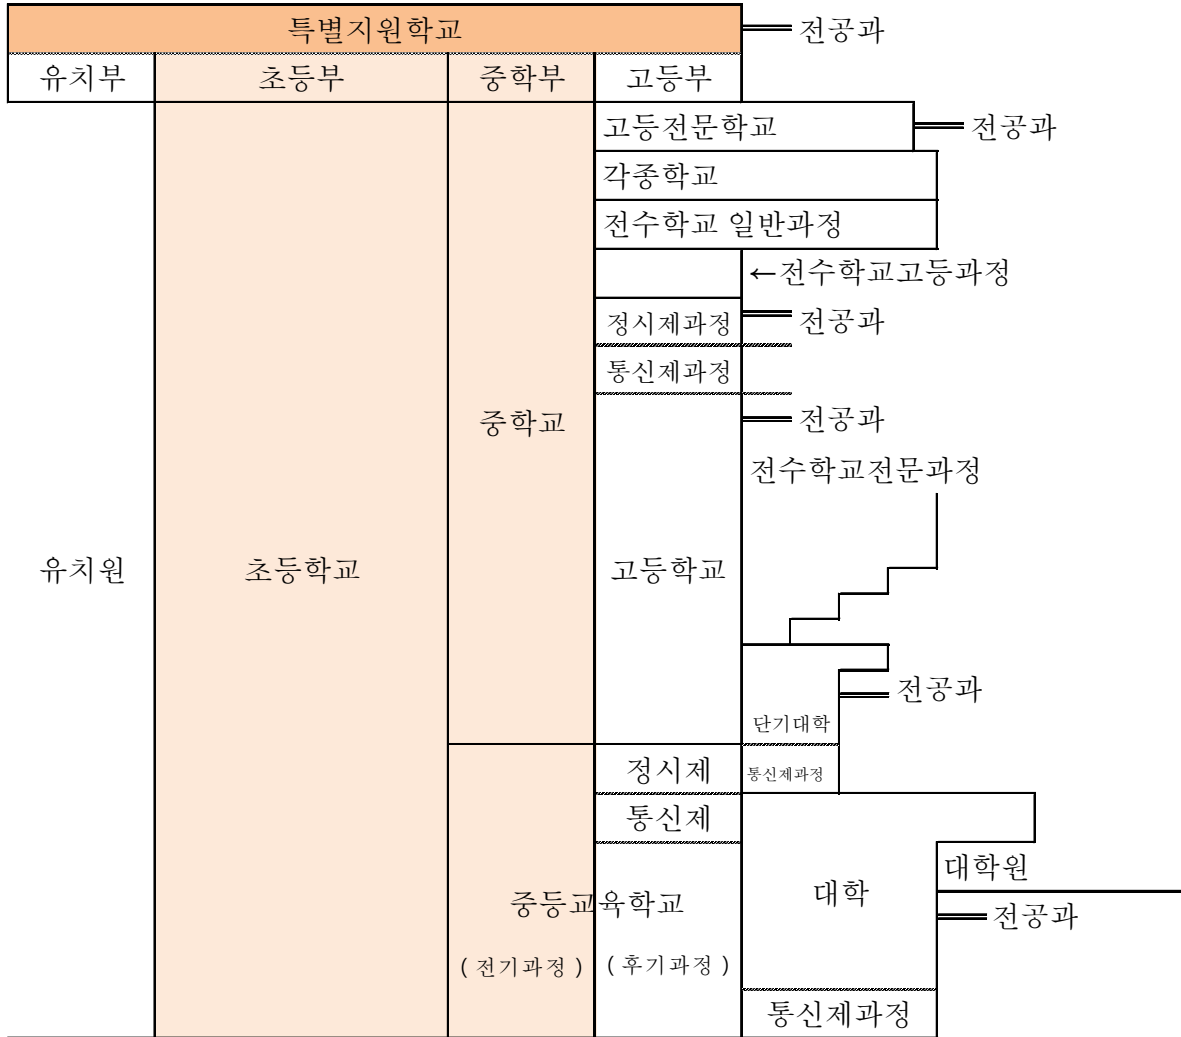 특별지원학교
전공과
유치부
초등부
중학부
고등부
고등전문학교
전공과
각종학교
전수학교 일반과정
←전수학교고등과정
정시제과정
전공과
통신제과정
중학교
전공과
전수학교전문과정
유치원
초등학교
고등학교
전공과
단기대학
정시제
통신제과정
통신제
대학원
대학
중등교육학교
전공과
(전기과정)
(후기과정)
통신제과정